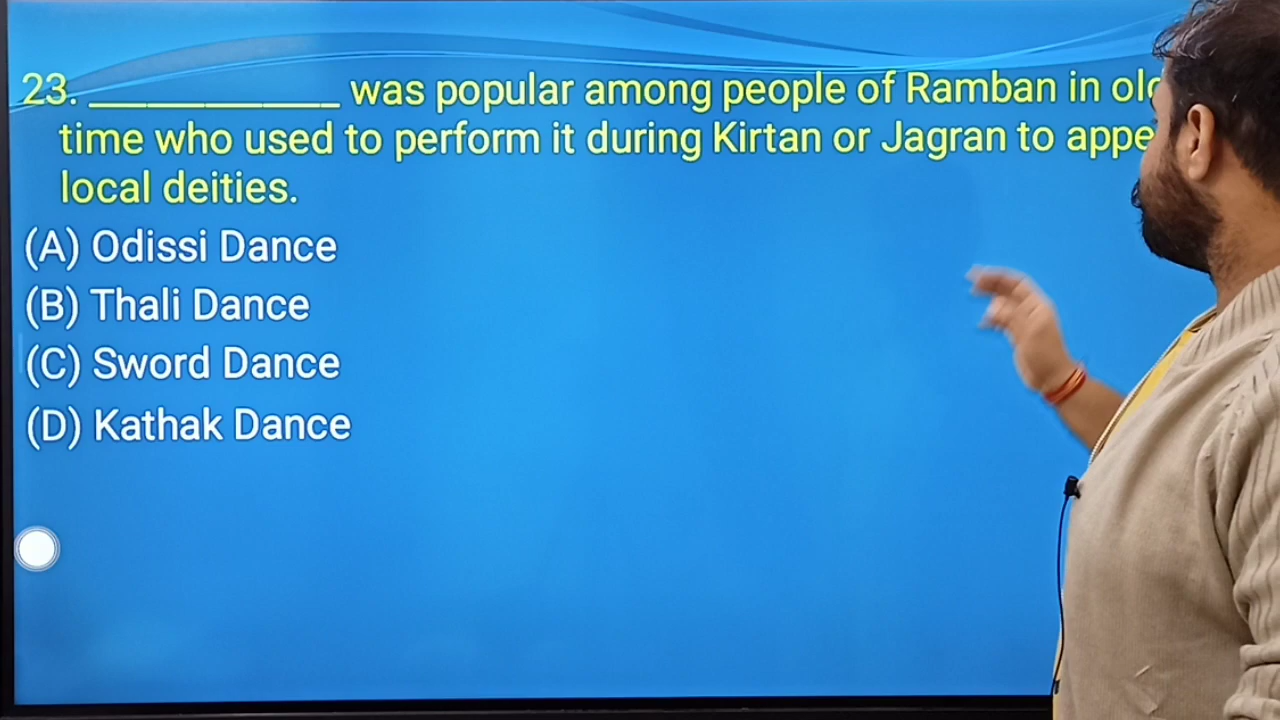 23. ____________ was popular among people of Ramban in
time who used to perform it during Kirtan or Jagran to
local deities.
(A) Odissi Dance
(B) Thali Dance
(C) Sword Dance
(D) Kathak Dance